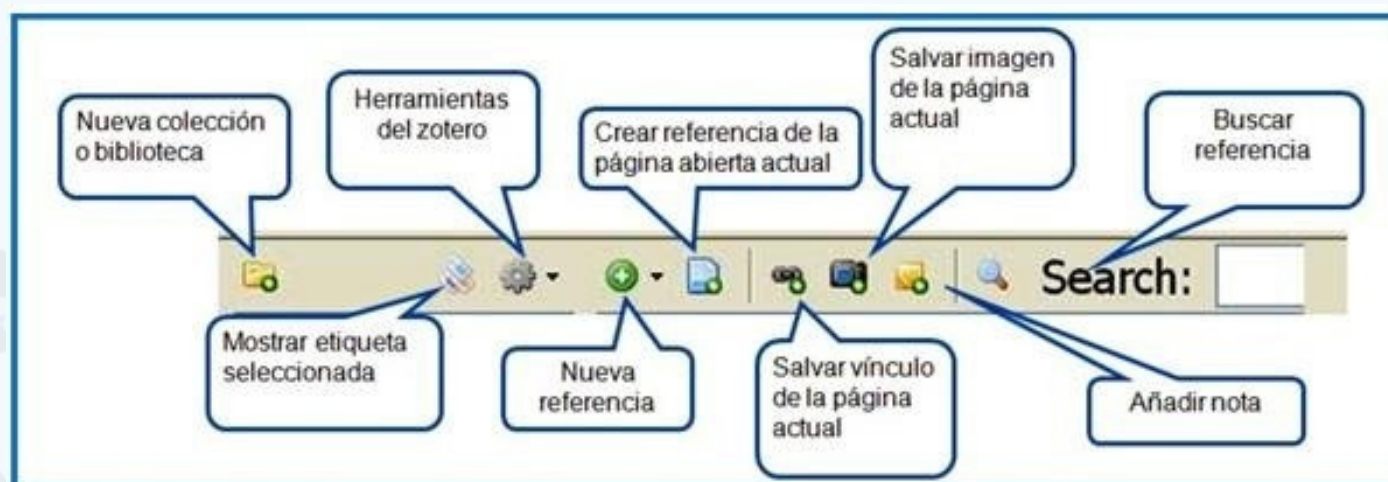 Nueva colección
o biblioteca
Herramientas
del zotero
Crear referencia de la
página abierta actual
Salvar imagen
de la página
actual
Buscar
referencia
Search:
Mostrar etiqueta
seleccionada
Nueva
referencia
Salvar vínculo
de la página
actual
Añadir nota